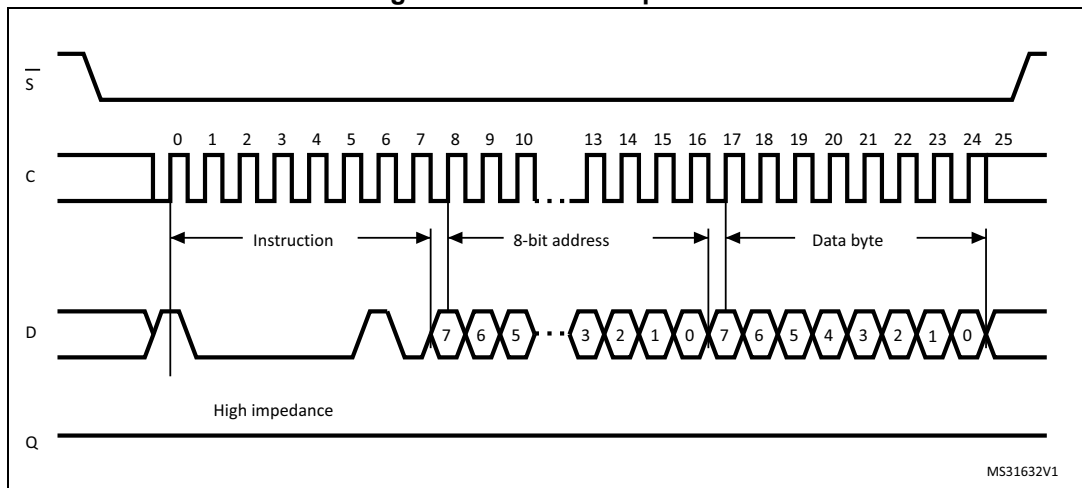 S
0 1 2 3 4 5 6 7 8 9 10 13 14 15 16 17 18 19 20 21 22 23 24 25
C
Instruction 8-bit address Data byte
D
7 6 5 3 2 1 0 7 6 5 4 3 2 1 0
High impedance
Q
MS31632V1